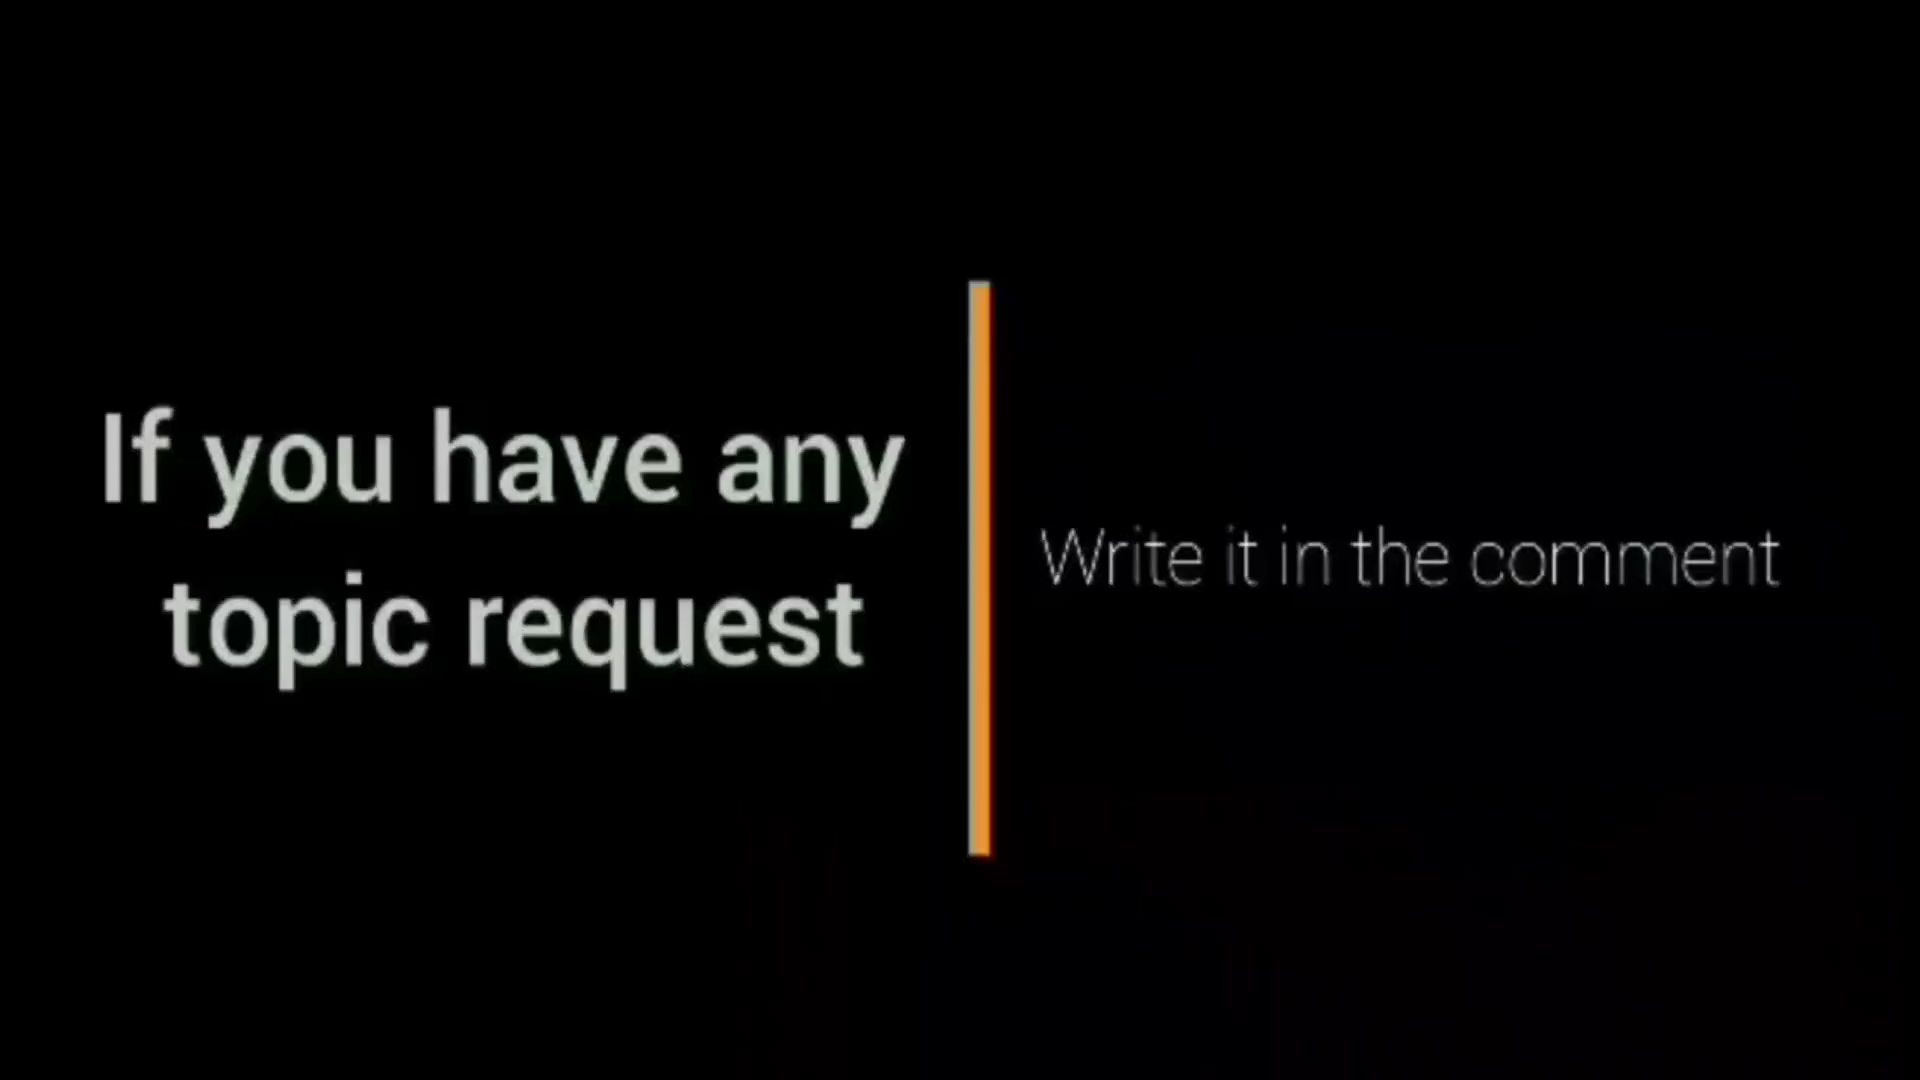 If you have any
topic request
Write it in the comment